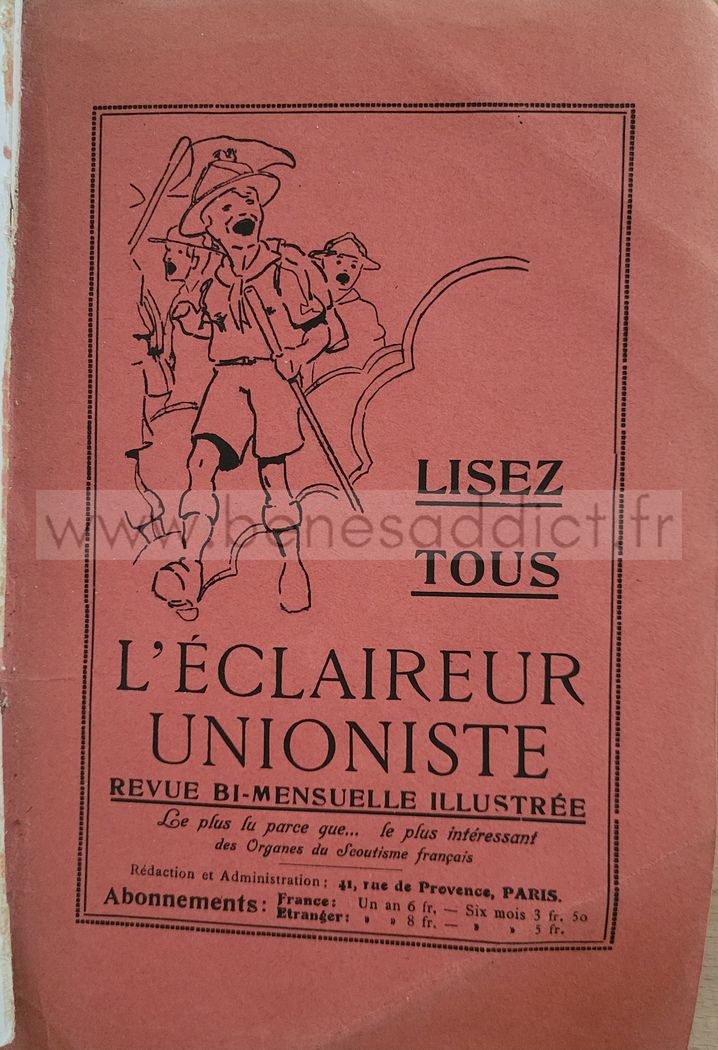 LISEZ
www.benesaddict.fr
TOUS
L'ÉCLAIREUR
UNIONISTE
REVUE BI-MENSUELLE ILLUSTRÉE
Le plus lu parce que... le plus intéressant
des Organes du Scoutisme français
Rédaction et Administration : 41, rue de Provence, PARIS.
Abonnements : France : Un an 6 fr. — Six mois 3 fr. 50
Etranger : » » 8 fr. — » » 5 fr.